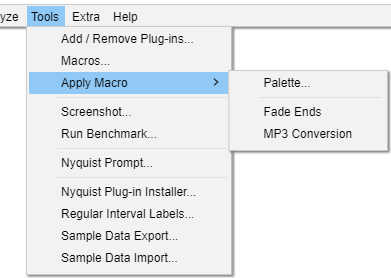 yze Tools Extra Help
Add / Remove Plug-ins...
Macros...
Apply Macro > Palette...
Screenshot... Fade Ends
Run Benchmark... MP3 Conversion
Nyquist Prompt...
Nyquist Plug-in Installer...
Regular Interval Labels...
Sample Data Export...
Sample Data Import...